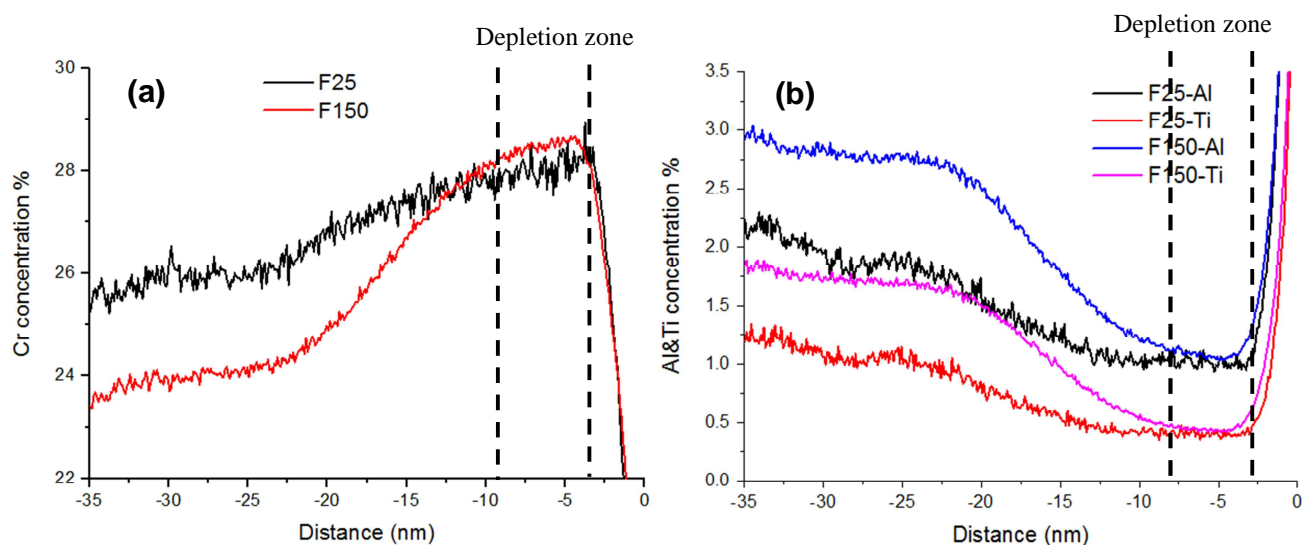 Depletion zone
(a)
F25
F150
30
28
26
24
22
Cr concentration %
-35 -30 -25 -20 -15 -10 -5 0
Distance (nm)
Depletion zone
(b)
F25-Al
F25-Ti
F150-Al
F150-Ti
3.5
3.0
2.5
2.0
1.5
1.0
0.5
0.0
Al&Ti concentration %
-35 -30 -25 -20 -15 -10 -5 0
Distance (nm)